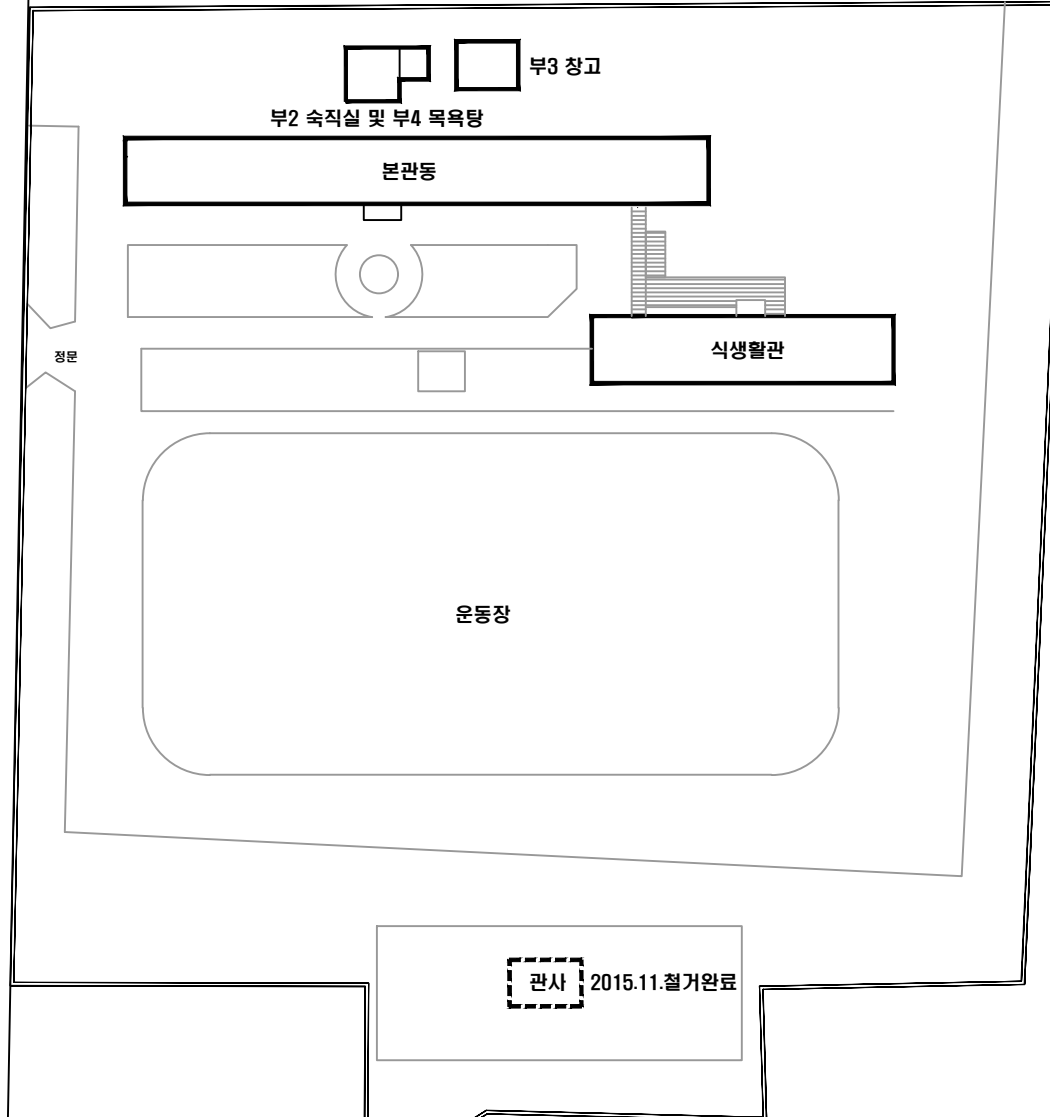 부3 창고
부2 숙직실 및 부4 목욕탕
본관동
식생활관
정문
운동장
관사 2015.11.철거완료